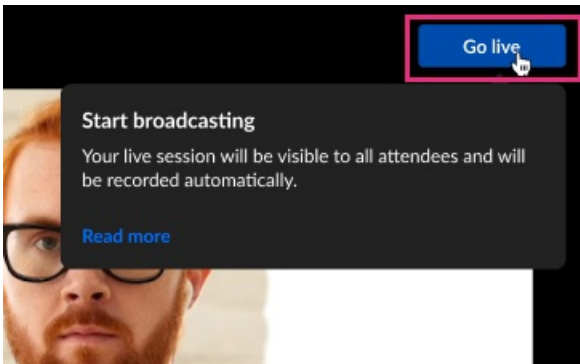 Go live
Start broadcasting
Your live session will be visible to all attendees and will
be recorded automatically.
Read more